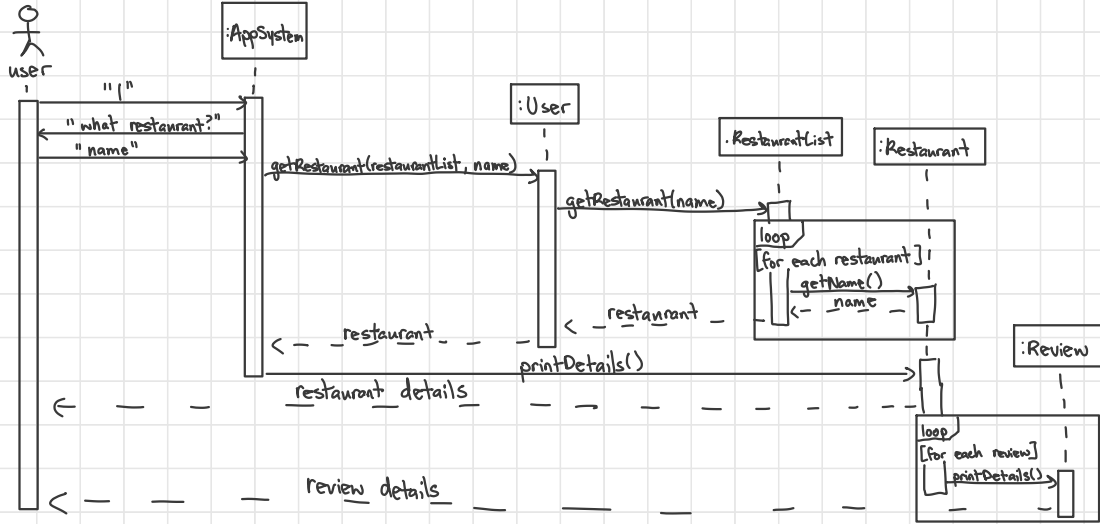 :AppSystem
user
"1"
:User
"what restaurant?"
:RestaurantList
:Restaurant
"name"
getRestaurant(restaurantList, name)
getRestaurant(name)
loop
[for each restaurant]
getName()
name
restaurant
restaurant
:Review
printDetails()
restaurant details
loop
[for each review]
printDetails()
review details